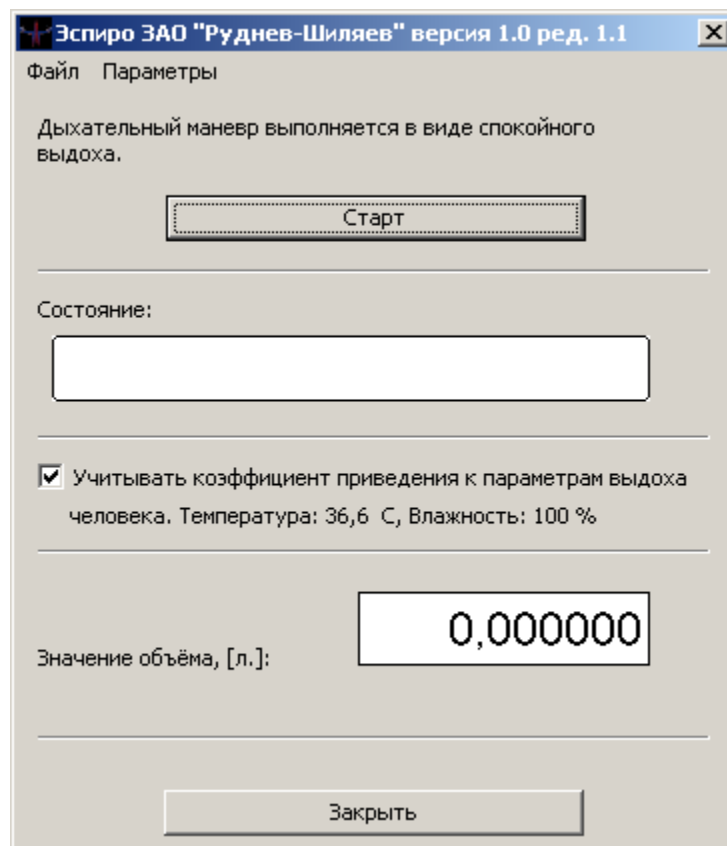 Эспиро ЗАО "Руднев-Шиляев" версия 1.0 ред. 1.1
Файл Параметры
Дыхательный маневр выполняется в виде спокойного
выдоха.
Старт
Состояние:
Учитывать коэффициент приведения к параметрам выдоха
человека. Температура: 36,6 С, Влажность: 100 %
0,000000
Значение объёма, [л.]:
Закрыть